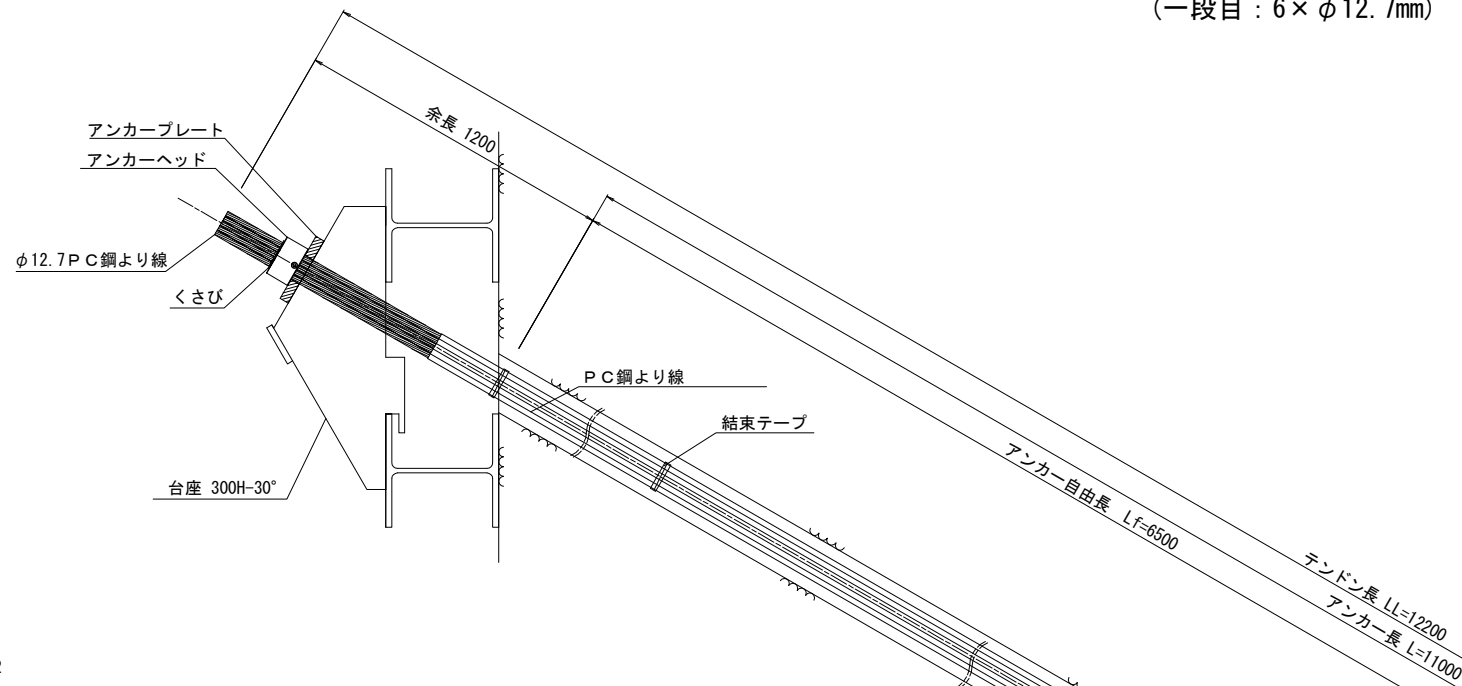 (一段目：6×φ12.7mm)
余長 1200
アンカープレート
アンカーヘッド
φ12.7ＰＣ鋼より線
くさび
ＰＣ鋼より線
結束テープ
台座 300H-30°
アンカー自由長 Lf=6500
テンドン長 LL=12200
アンカー長 L=11000